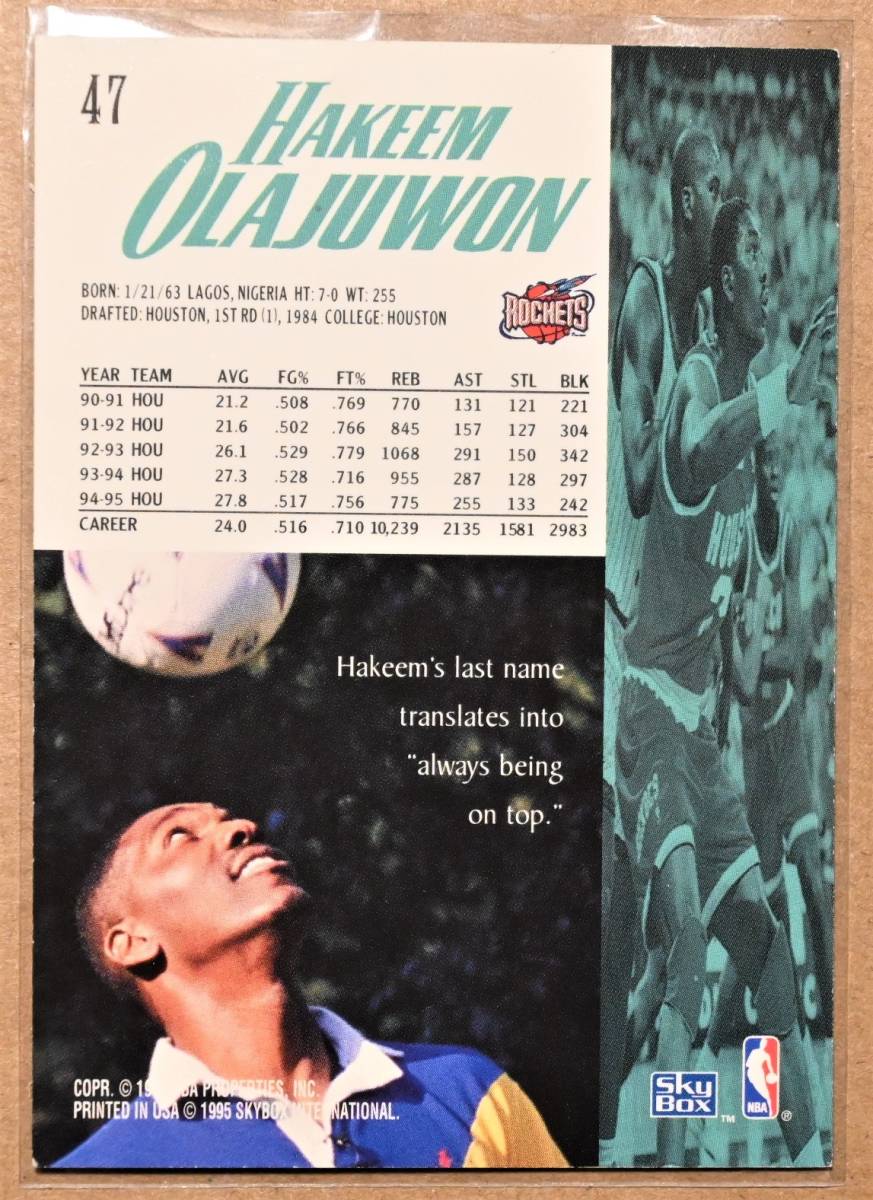 47
HAKEEM
OLAJUWON
BORN: 1/21/63 LAGOS, NIGERIA HT: 7-0 WT: 255
DRAFTED: HOUSTON, 1ST RD (1), 1984 COLLEGE: HOUSTON
ROCKETS
YEAR TEAM AVG FG% FT% REB AST STL BLK
90-91 HOU 21.2 .508 .769 770 131 121 221
91-92 HOU 21.6 .502 .766 845 157 127 304
92-93 HOU 26.1 .529 .779 1068 291 150 342
93-94 HOU 27.3 .528 .716 955 287 128 297
94-95 HOU 27.8 .517 .756 775 255 133 242
CAREER 24.0 .516 .710 10,239 2135 1581 2983
Hakeem's last name
translates into
"always being
on top."
COPR. © PROPERTIES, INC.
PRINTED IN USA © 1995 SKYBOX INTERNATIONAL.
SkyBox™
NBA ®